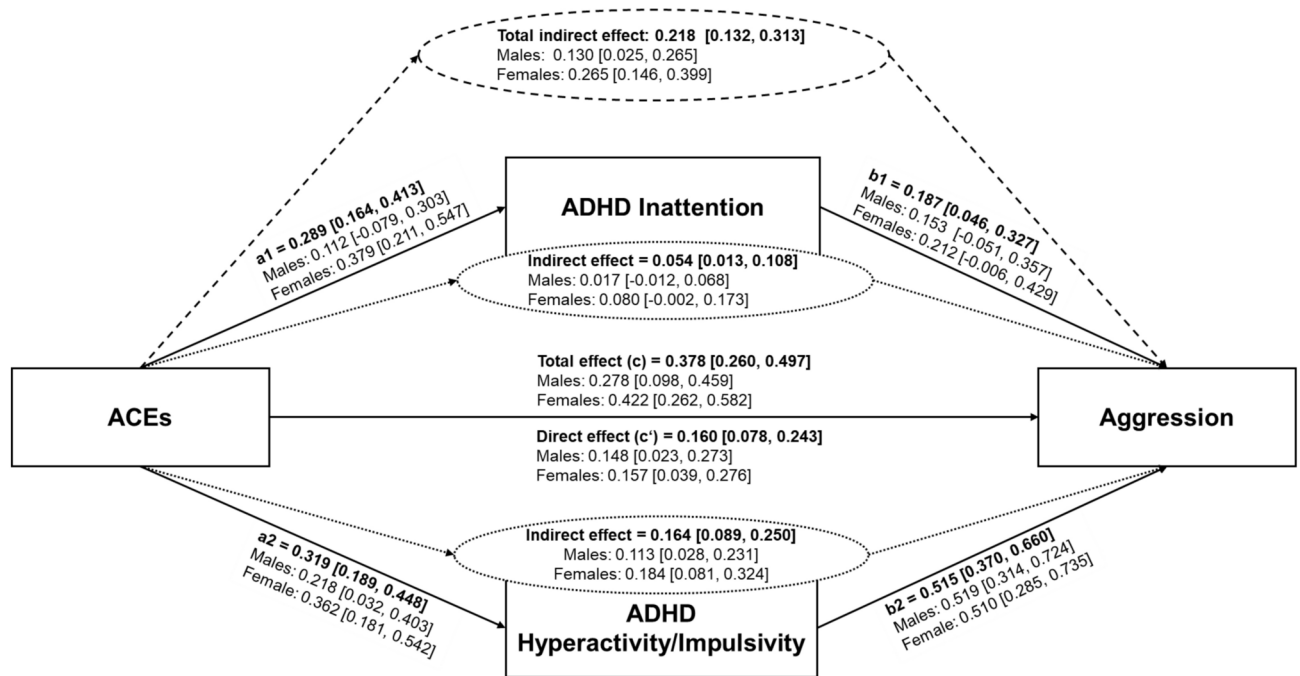 Total indirect effect: 0.218 [0.132, 0.313]
Males: 0.130 [0.025, 0.265]
Females: 0.265 [0.146, 0.399]
a1 = 0.289 [0.164, 0.413]
Males: 0.112 [-0.079, 0.303]
Females: 0.379 [0.211, 0.547]
ADHD Inattention
b1 = 0.187 [0.046, 0.327]
Males: 0.153 [-0.051, 0.357]
Females: 0.212 [-0.006, 0.429]
Indirect effect = 0.054 [0.013, 0.108]
Males: 0.017 [-0.012, 0.068]
Females: 0.080 [-0.002, 0.173]
ACEs
Total effect (c) = 0.378 [0.260, 0.497]
Males: 0.278 [0.098, 0.459]
Females: 0.422 [0.262, 0.582]
Direct effect (c‘) = 0.160 [0.078, 0.243]
Males: 0.148 [0.023, 0.273]
Females: 0.157 [0.039, 0.276]
Aggression
a2 = 0.319 [0.189, 0.448]
Males: 0.218 [0.032, 0.403]
Female: 0.362 [0.181, 0.542]
Indirect effect = 0.164 [0.089, 0.250]
Males: 0.113 [0.028, 0.231]
Females: 0.184 [0.081, 0.324]
ADHD
Hyperactivity/Impulsivity
b2 = 0.515 [0.370, 0.660]
Males: 0.519 [0.314, 0.724]
Female: 0.510 [0.285, 0.735]